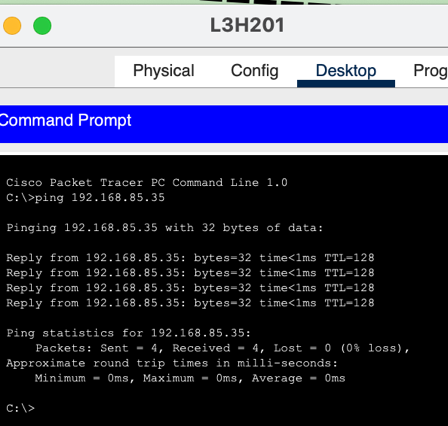 L3H201
Physical Config Desktop Prog
Command Prompt
Cisco Packet Tracer PC Command Line 1.0
C:\>ping 192.168.85.35
Pinging 192.168.85.35 with 32 bytes of data:
Reply from 192.168.85.35: bytes=32 time<1ms TTL=128
Reply from 192.168.85.35: bytes=32 time<1ms TTL=128
Reply from 192.168.85.35: bytes=32 time<1ms TTL=128
Reply from 192.168.85.35: bytes=32 time<1ms TTL=128
Ping statistics for 192.168.85.35:
Packets: Sent = 4, Received = 4, Lost = 0 (0% loss),
Approximate round trip times in milli-seconds:
Minimum = 0ms, Maximum = 0ms, Average = 0ms
C:\>